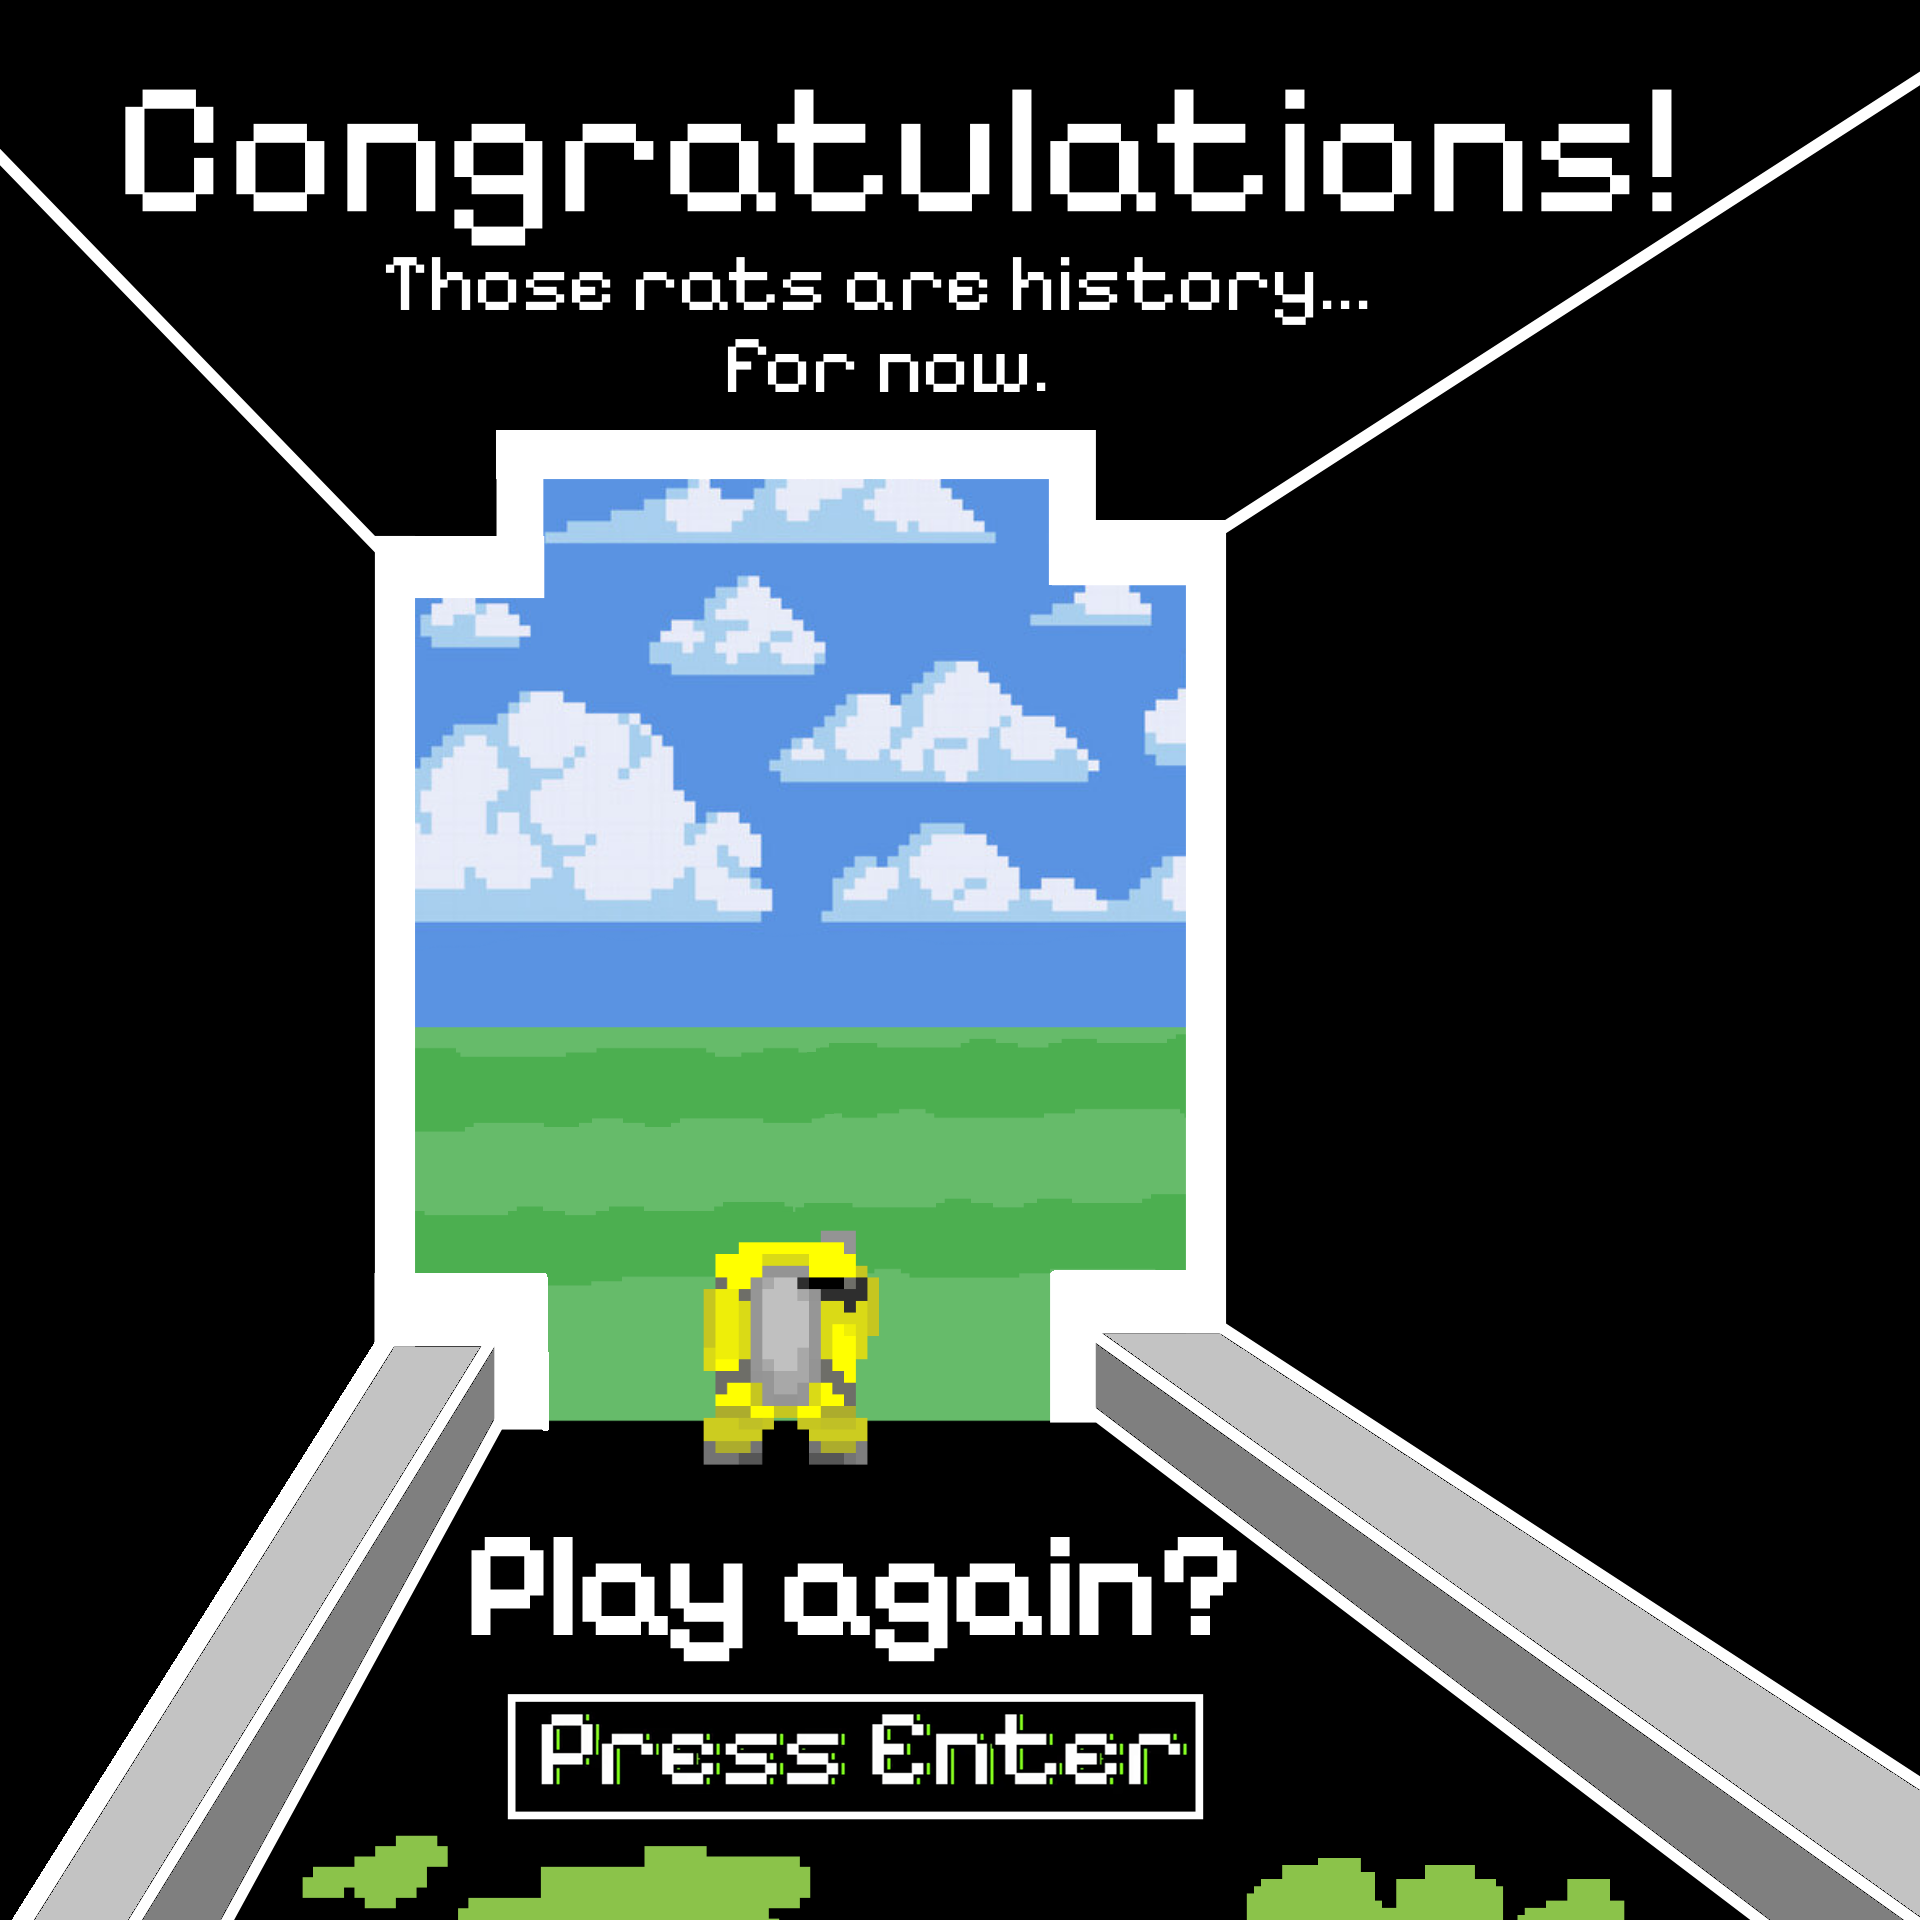 Congratulations!
Those rats are history...
For now.
Play again?
Press Enter